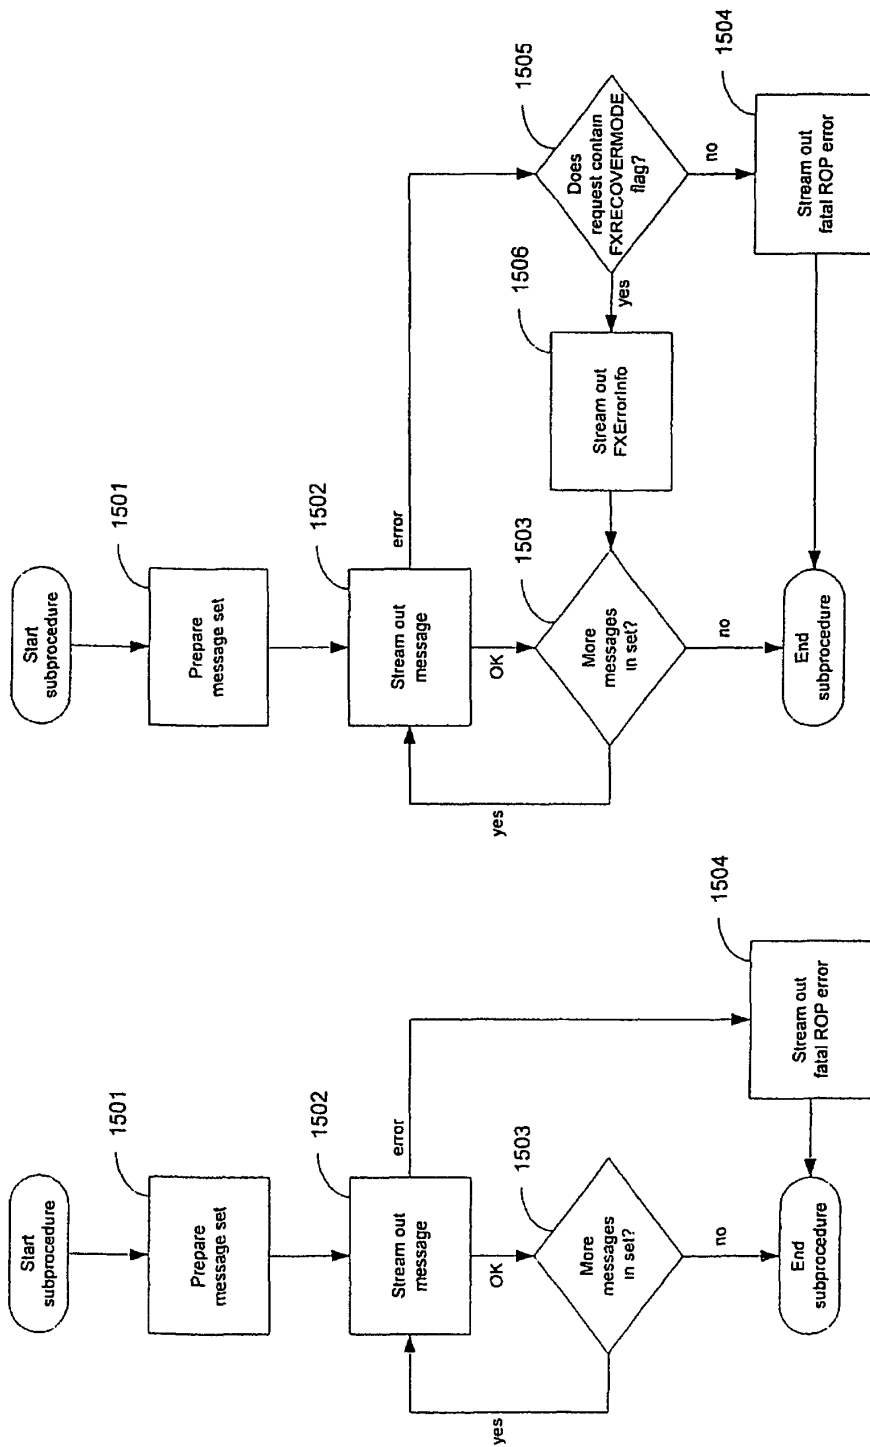 Start
subprocedure
1501
Prepare
message set
1502
Stream out
message
error
OK
1503
More
messages
in set?
yes
no
1504
Stream out
fatal ROP error
End
subprocedure
Start
subprocedure
1501
Prepare
message set
1502
Stream out
message
error
OK
1503
More
messages
in set?
yes
no
1505
Does
request contain
FXRECOVERMODE
flag?
yes
no
1506
Stream out
FXErrorInfo
1504
Stream out
fatal ROP error
End
subprocedure